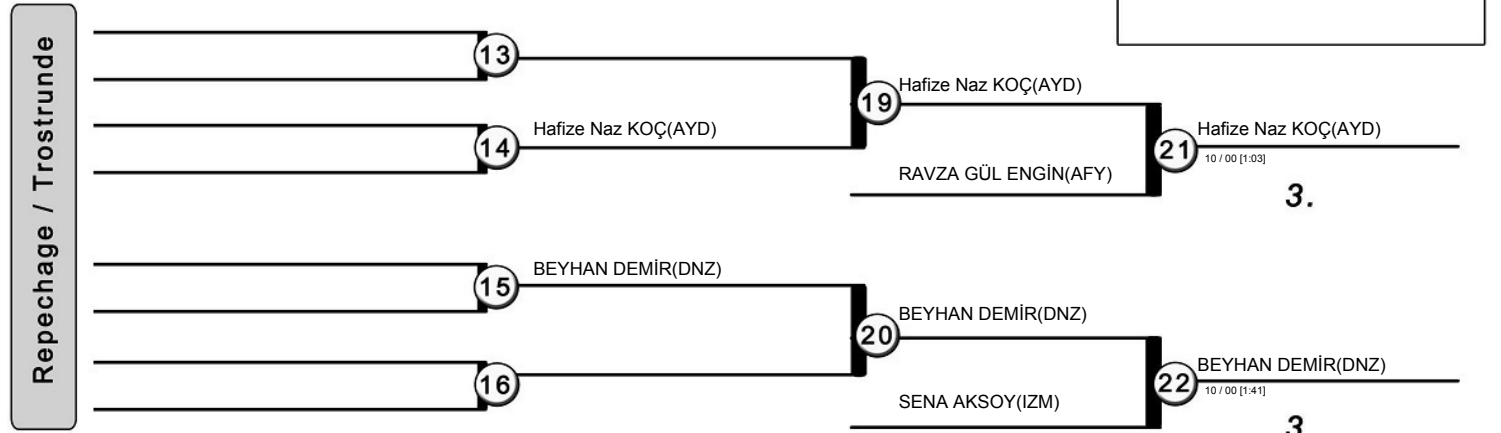 Repechage / Trostrunde
13
Hafize Naz KOÇ(AYD)
19
Hafize Naz KOÇ(AYD)
14
Hafize Naz KOÇ(AYD)
21
10 / 00 [1:03]
RAVZA GÜL ENGİN(AFY)
3.
BEYHAN DEMİR(DNZ)
15
BEYHAN DEMİR(DNZ)
20
BEYHAN DEMİR(DNZ)
16
22
10 / 00 [1:41]
SENA AKSOY(IZM)
3